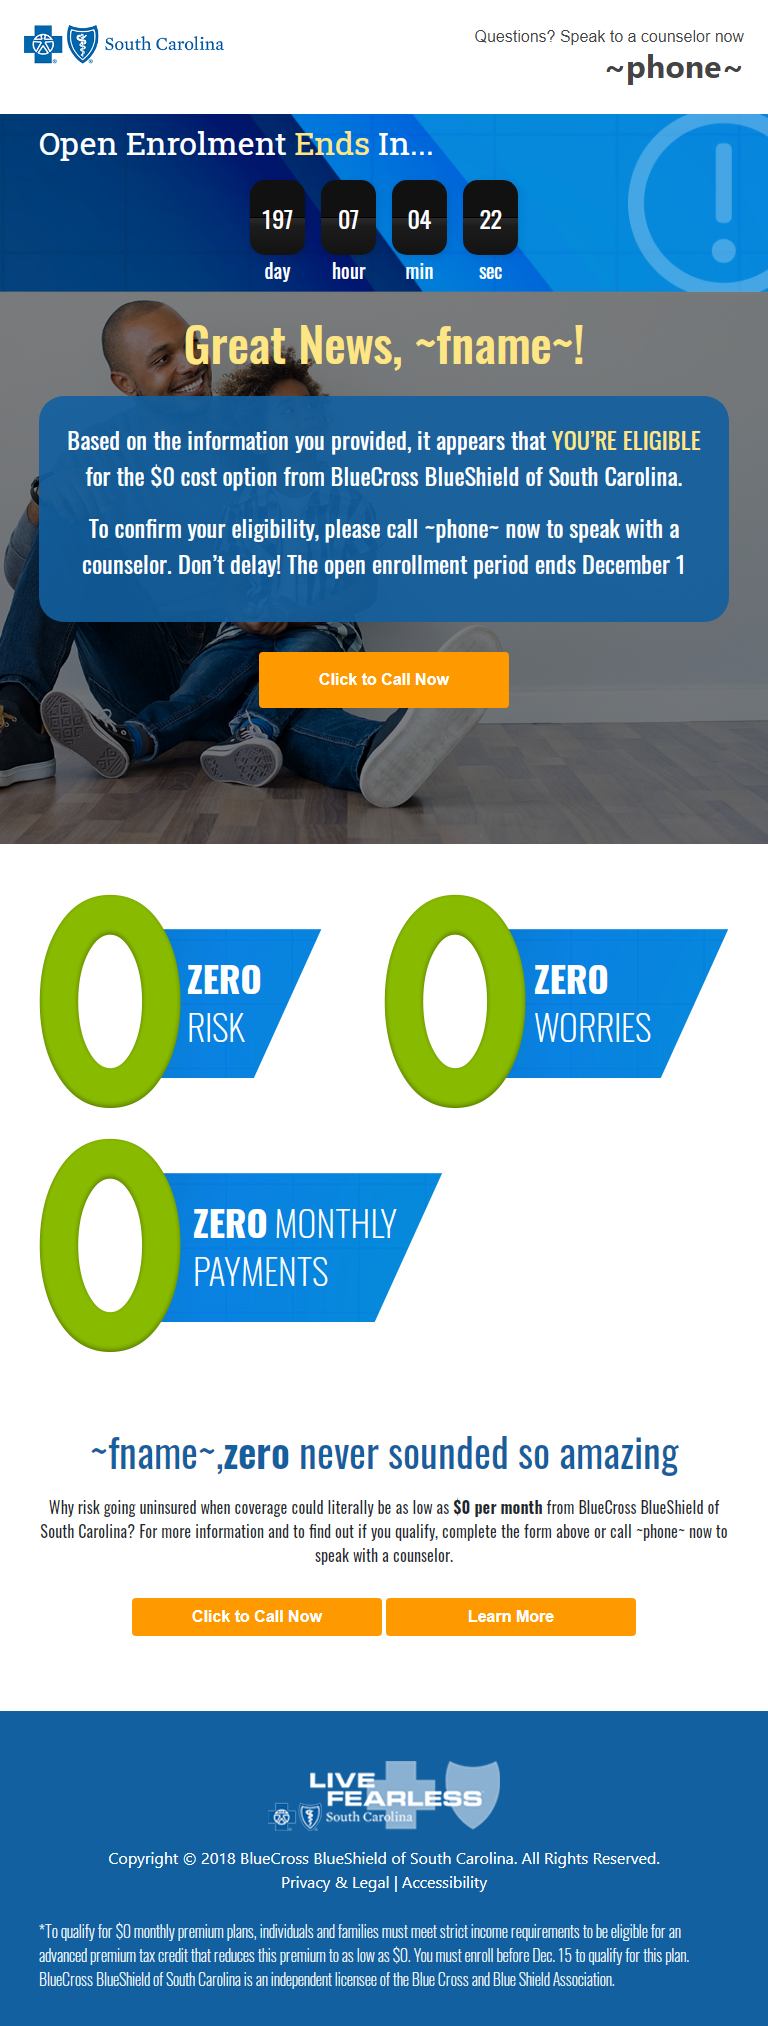 South Carolina
Questions? Speak to a counselor now
~phone~
Open Enrolment Ends In...
197 07 04 22
day hour min sec
Great News, ~fname~!
Based on the information you provided, it appears that YOU'RE ELIGIBLE
for the $0 cost option from BlueCross BlueShield of South Carolina.
To confirm your eligibility, please call ~phone~ now to speak with a
counselor. Don't delay! The open enrollment period ends December 1
Click to Call Now
0 ZERO
RISK
0 ZERO
WORRIES
0 ZERO MONTHLY
PAYMENTS
~fname~,zero never sounded so amazing
Why risk going uninsured when coverage could literally be as low as $0 per month from BlueCross BlueShield of
South Carolina? For more information and to find out if you qualify, complete the form above or call ~phone~ now to
speak with a counselor.
Click to Call Now Learn More
LIVE
FEARLESS
South Carolina
Copyright © 2018 BlueCross BlueShield of South Carolina. All Rights Reserved.
Privacy & Legal | Accessibility
*To qualify for $0 monthly premium plans, individuals and families must meet strict income requirements to be eligible for an
advanced premium tax credit that reduces this premium to as low as $0. You must enroll before Dec. 15 to qualify for this plan.
BlueCross BlueShield of South Carolina is an independent licensee of the Blue Cross and Blue Shield Association.